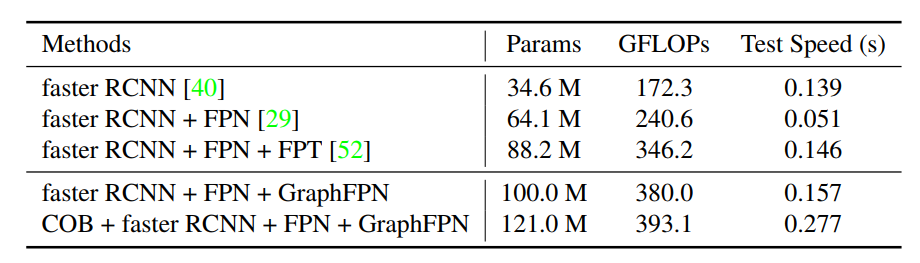 Methods Params GFLOPs Test Speed (s)
faster RCNN [40] 34.6 M 172.3 0.139
faster RCNN + FPN [29] 64.1 M 240.6 0.051
faster RCNN + FPN + FPT [52] 88.2 M 346.2 0.146
faster RCNN + FPN + GraphFPN 100.0 M 380.0 0.157
COB + faster RCNN + FPN + GraphFPN 121.0 M 393.1 0.277